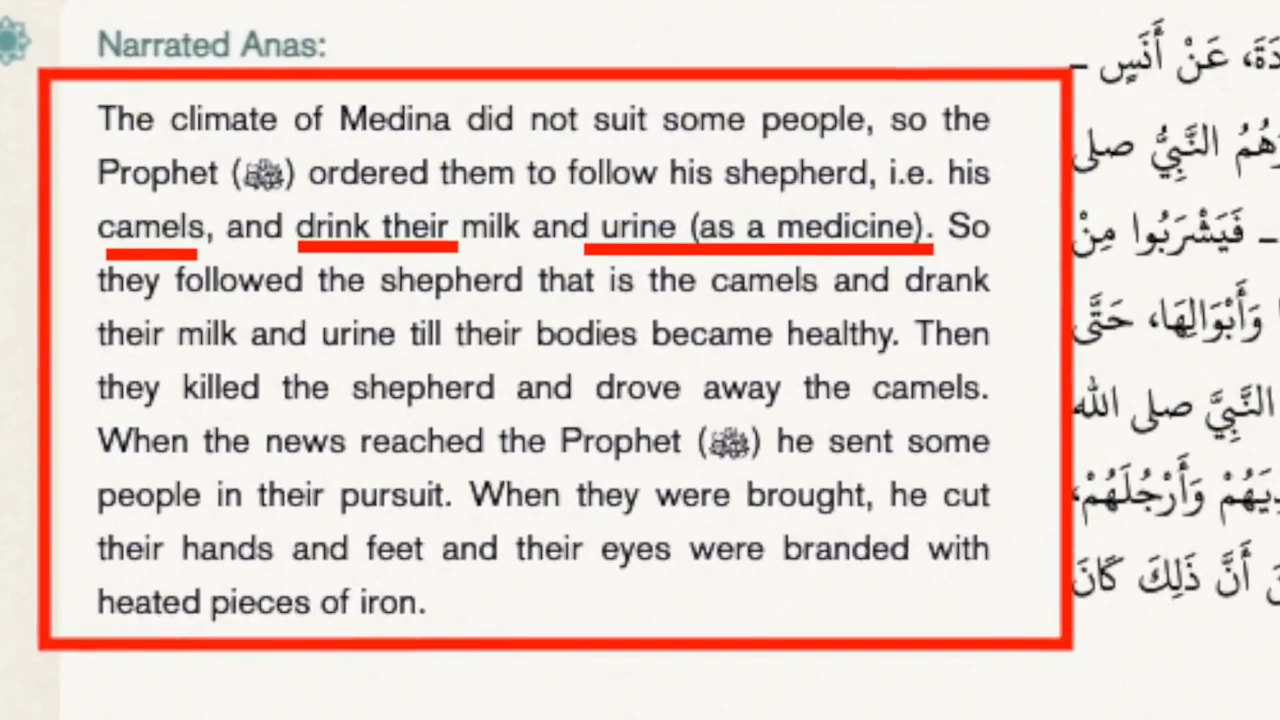 Narrated Anas:
The climate of Medina did not suit some people, so the
Prophet (ﷺ) ordered them to follow his shepherd, i.e. his
camels, and drink their milk and urine (as a medicine). So
they followed the shepherd that is the camels and drank
their milk and urine till their bodies became healthy. Then
they killed the shepherd and drove away the camels.
When the news reached the Prophet (ﷺ) he sent some
people in their pursuit. When they were brought, he cut
their hands and feet and their eyes were branded with
heated pieces of iron.
عَنْ أَنَسٍ ـ
النَّبِيُّ صلى
ـ فَيَشْرَبُوا مِنْ
وَأَبْوَالِهَا، حَتَّى
النَّبِيَّ صلى الله
وَأَرْجُلَهُمْ،
أَنَّ ذَلِكَ كَانَ